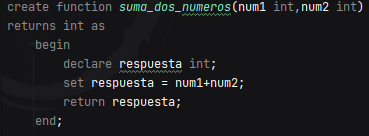 create function suma_dos_numeros(num1 int,num2 int)
returns int as
    begin
        declare respuesta int;
        set respuesta = num1+num2;
        return respuesta;
    end;